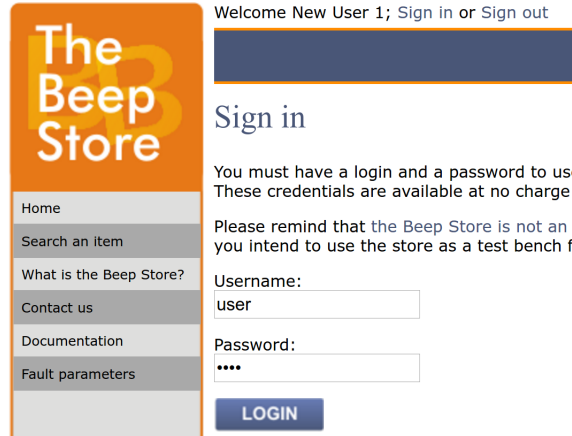 The
Beep
Store
Home
Search an item
What is the Beep Store?
Contact us
Documentation
Fault parameters
Welcome New User 1; Sign in or Sign out
Sign in
You must have a login and a password to us
These credentials are available at no charge
Please remind that the Beep Store is not an
you intend to use the store as a test bench f
Username:
user
Password:
••••
LOGIN